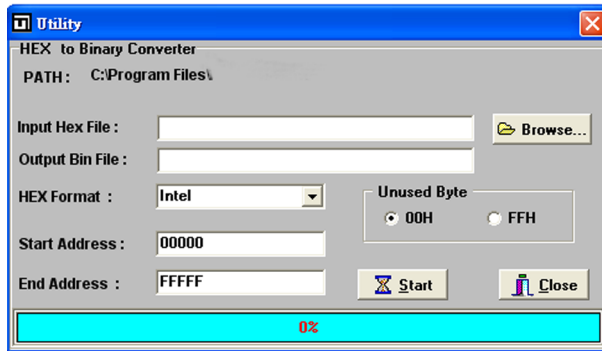 Utility
HEX to Binary Converter
PATH : C:\Program Files\
Input Hex File : Browse...
Output Bin File :
HEX Format : Intel
Unused Byte
00H FFH
Start Address : 00000
End Address : FFFFF Start Close
0%